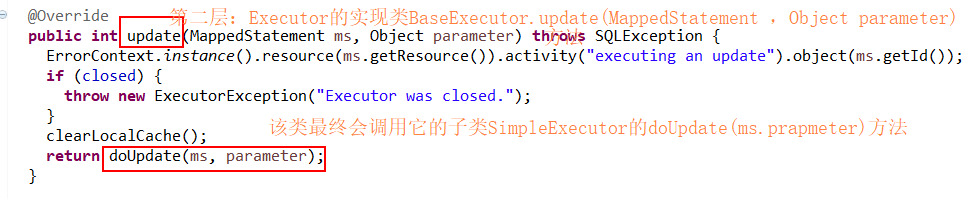 @Override 第二层：Executor的实现类BaseExecutor.update(MappedStatement ，Object parameter)
方法
public int update(MappedStatement ms, Object parameter) throws SQLException {
ErrorContext.instance().resource(ms.getResource()).activity("executing an update").object(ms.getId());
if (closed) {
throw new ExecutorException("Executor was closed.");
}
clearLocalCache();
该类最终会调用它的子类SimpleExecutor的doUpdate(ms.prapmeter)方法
return doUpdate(ms, parameter);
}